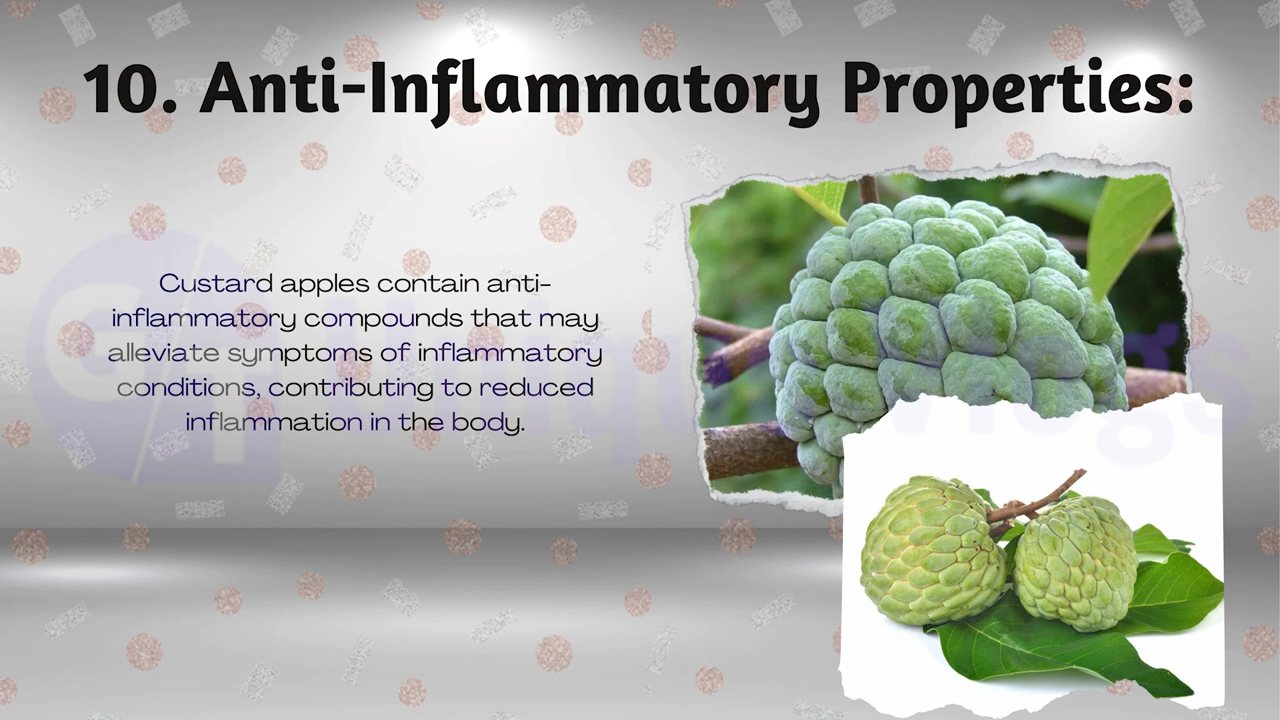 10. Anti-Inflammatory Properties:
Custard apples contain anti-
inflammatory compounds that may
alleviate symptoms of inflammatory
conditions, contributing to reduced
inflammation in the body.